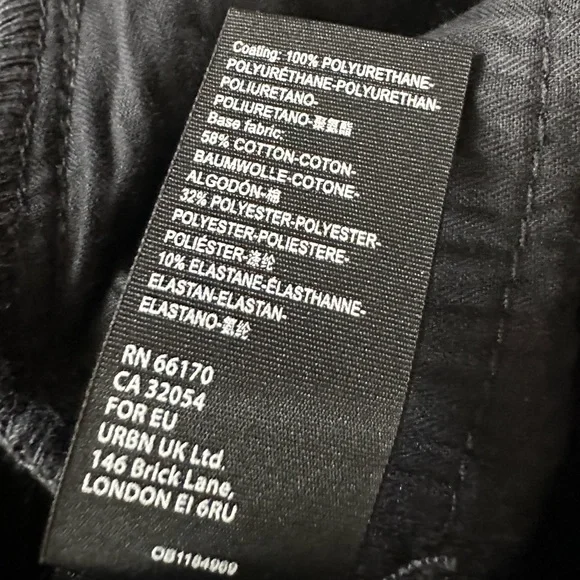 Coating: 100% POLYURETHANE-
POLYURÉTHANE-POLYURETHAN-
POLIURETANO-
POLIURETANO-聚氨酯
Base fabric:
58% COTTON-COTON-
BAUMWOLLE-COTONE-
ALGODÓN-棉
32% POLYESTER-POLYESTER-
POLYESTER-POLIESTERE-
POLIÉSTER-涤纶
10% ELASTANE-ÉLASTHANNE-
ELASTAN-ELASTAN-
ELASTANO-氨纶
RN 66170
CA 32054
FOR EU
URBN UK Ltd.
146 Brick Lane,
LONDON EI 6RU
OB1184969